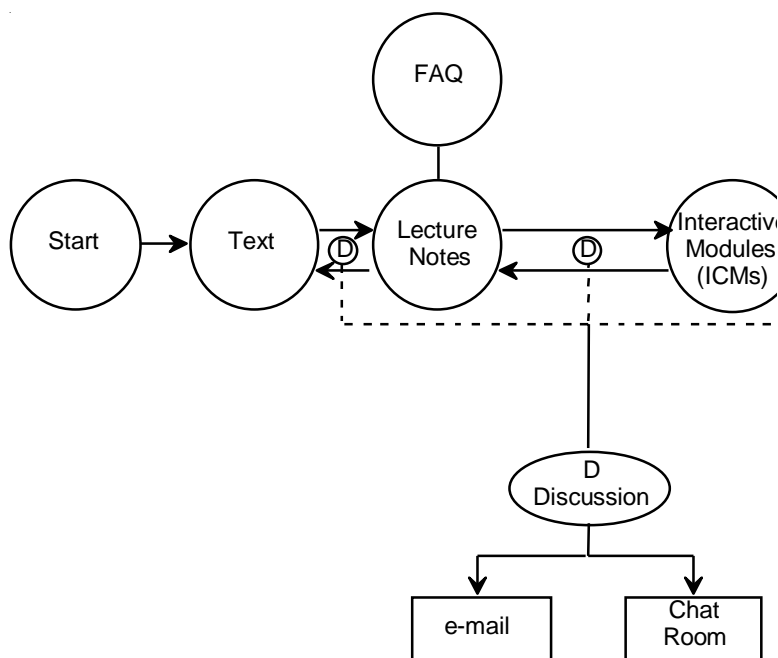 FAQ
Start
Text
D
Lecture
Notes
D
Interactive
Modules
(ICMs)
D
Discussion
e-mail
Chat
Room